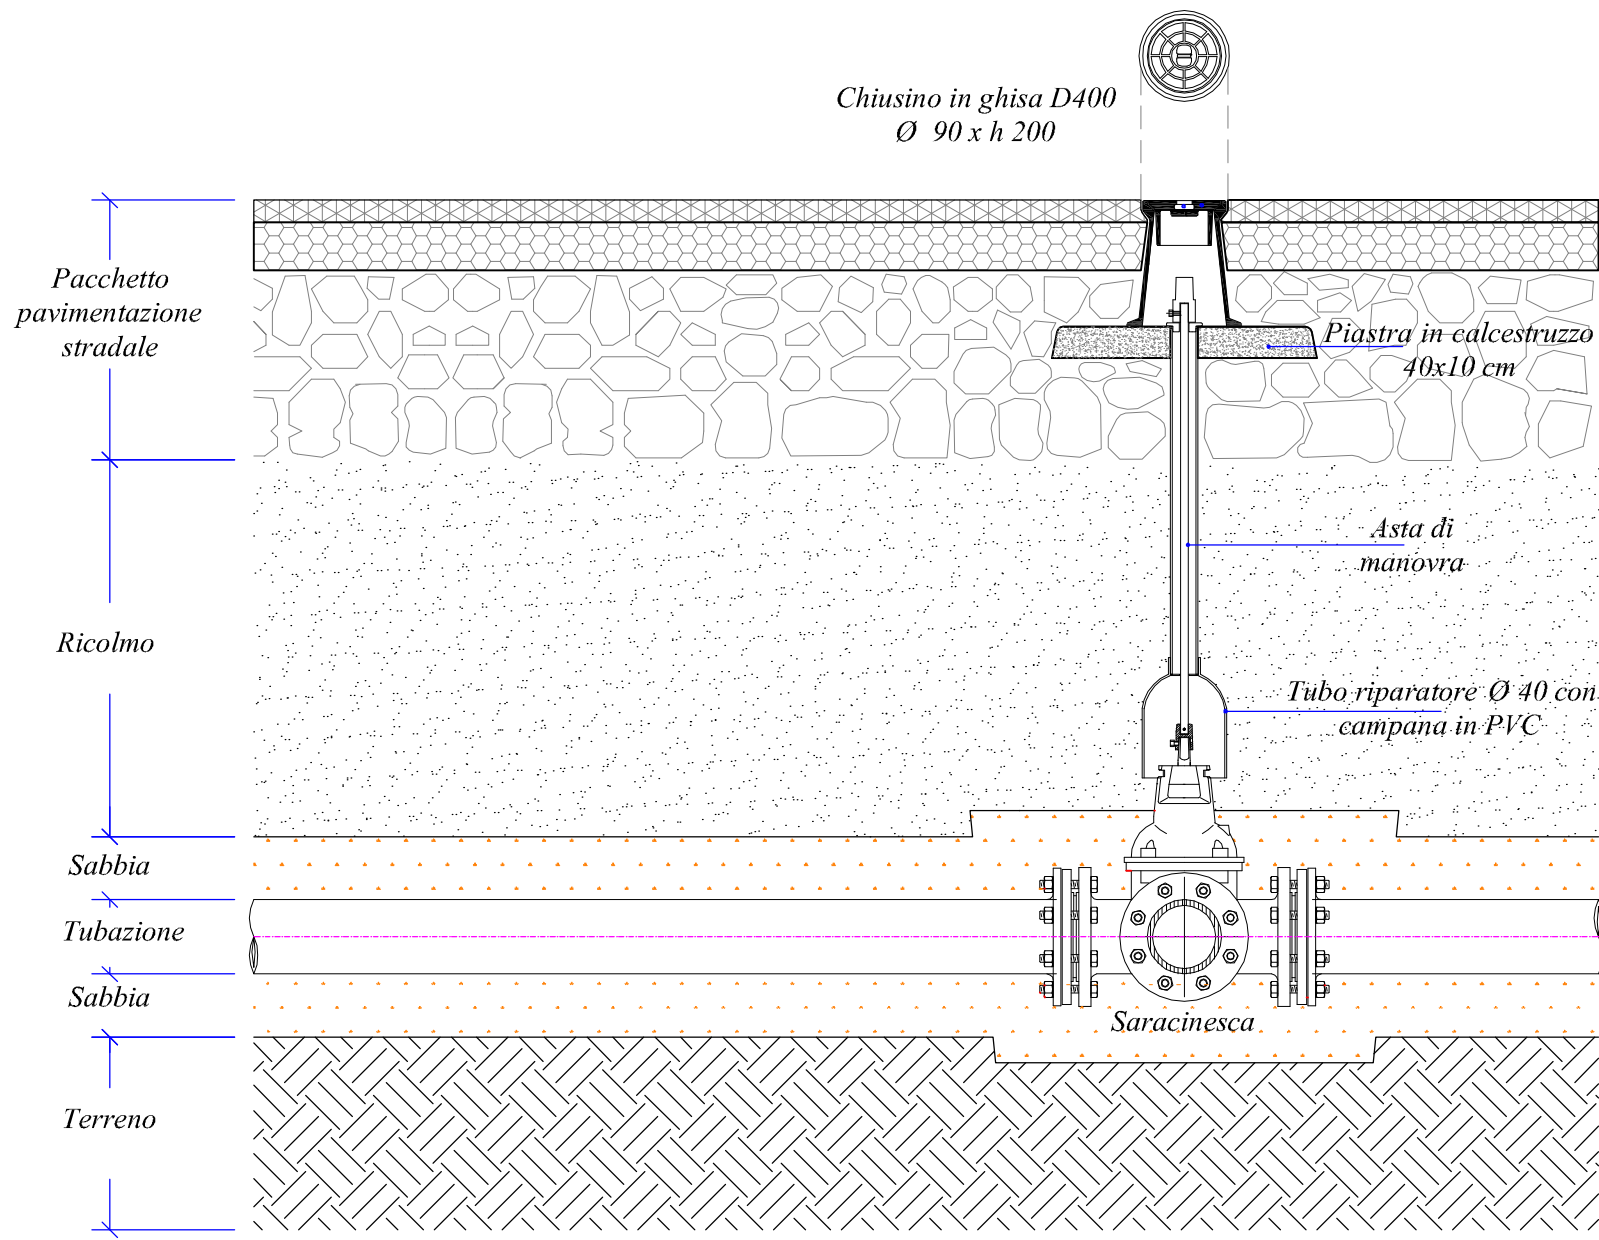 Chiusino in ghisa D400
Ø 90 x h 200
Pacchetto
pavimentazione
stradale
Piastra in calcestruzzo
40x10 cm
Asta di
manovra
Ricolmo
Tubo riparatore Ø 40 con
campana in PVC
Sabbia
Tubazione
Sabbia
Saracinesca
Terreno